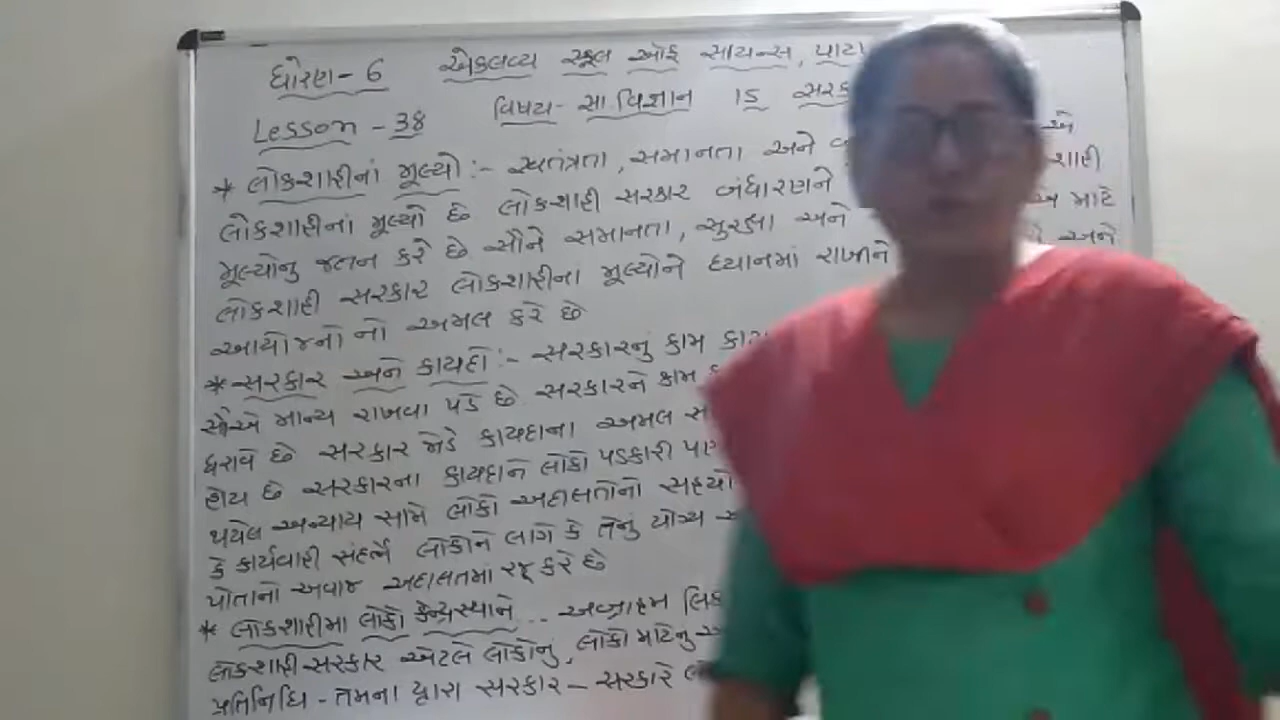 ધોરણ - 6 એકલવ્ય સ્કૂલ ઓફ સાયન્સ, પાટ
Lesson - 38 વિષય - સા. વિજ્ઞાન 15 સરક
* લોકશાહીનાં મૂલ્યો :- સ્વતંત્રતા, સમાનતા અને એ
લોકશાહીનાં મૂલ્યો છે લોકશાહી સરકાર બંધારણને શાહી
મૂલ્યોનુ જતન કરે છે સૌને સમાનતા, સુરક્ષા અને માટે
લોકશાહી સરકાર લોકશાહીના મૂલ્યોને ધ્યાનમાં રાખીને અને
આયોજનો નો અમલ કરે છે
* સરકાર અને કાયદો :- સરકારનુ કામ
સૌએ માન્ય રાખવા પડે છે સરકારને કામ
ધરાવે છે સરકાર જોડે કાયદાના અમલ
હોય છે સરકારના કાયદાને લોકો પડકારી
થયેલ અન્યાય સામે લોકો અદાલતોનો
કે કાર્યવાહી સંદર્ભે લોકોને લાગે કે તેનું યોગ્ય
પોતાનો અવાજ અદાલતમાં રજૂ કરે છે
* લોકશાહીમા લોકો કેન્દ્રસ્થાને .. અબ્રાહમ
લોકશાહી સરકાર એટલે લોકોનું, લોકો માટેનુ
પ્રતિનિધિ - તેમના દ્વારા સરકાર - સરકારે